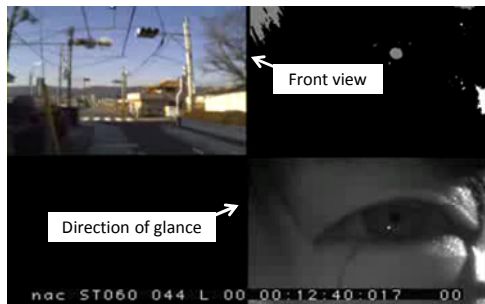 Front view
Direction of glance
nac ST060 044 L 00 00:12:40:017 00